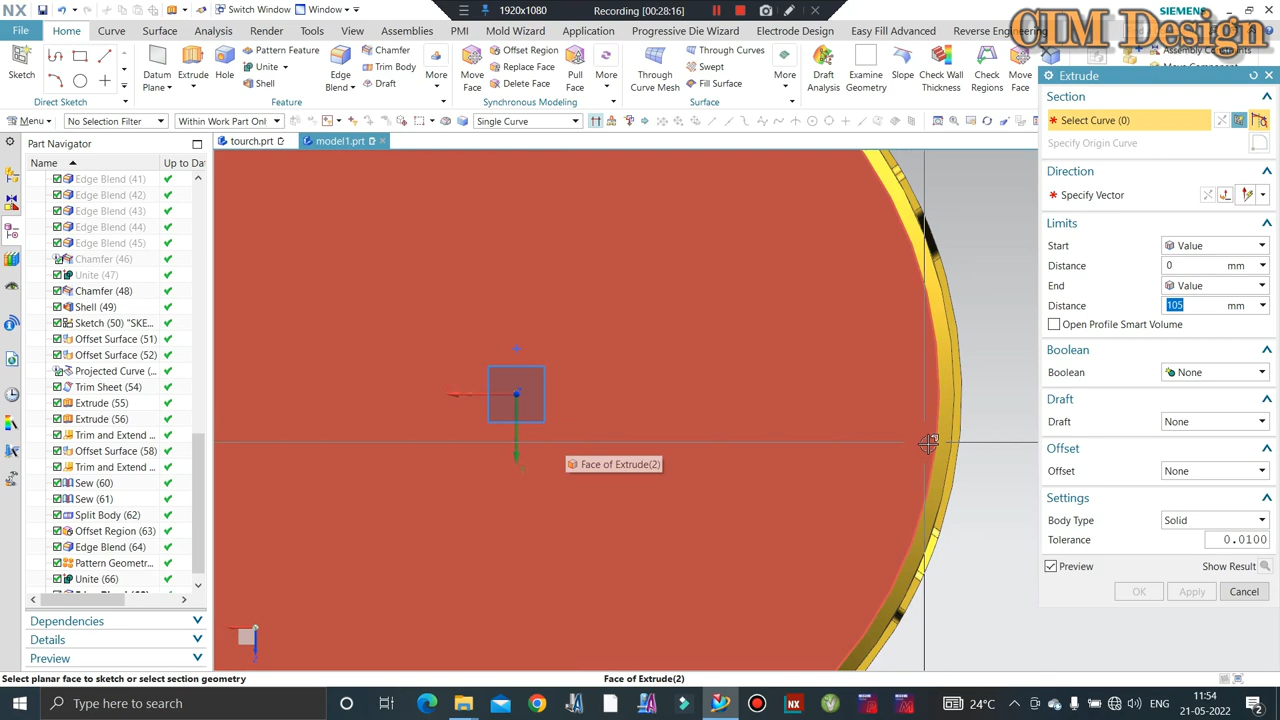 NX
Switch Window
Window
1920x1080
Recording [00:28:16]
SIEMENS
CIM Design
File
Home
Curve
Surface
Analysis
Render
Tools
View
Assemblies
PMI
Mold Wizard
Application
Progressive Die Wizard
Electrode Design
Easy Fill Advanced
Reverse Engineering
Sketch
Direct Sketch
Datum Plane
Extrude
Hole
Pattern Feature
Unite
Shell
Edge Blend
Chamfer
Trim Body
Draft
More
Feature
Move Face
Offset Region
Replace Face
Delete Face
Pull Face
More
Synchronous Modeling
Through Curve Mesh
Through Curves
Swept
Fill Surface
More
Surface
Draft Analysis
Examine Geometry
Slope
Check Wall Thickness
Check Regions
Move Face
Assembly Constraints
Move Component
Menu
No Selection Filter
Within Work Part Only
Single Curve
Part Navigator
tourch.prt
model1.prt
Name
Up to Da
Edge Blend (41)
Edge Blend (42)
Edge Blend (43)
Edge Blend (44)
Edge Blend (45)
Chamfer (46)
Unite (47)
Chamfer (48)
Shell (49)
Sketch (50) "SKE...
Offset Surface (51)
Offset Surface (52)
Projected Curve (...
Trim Sheet (54)
Extrude (55)
Extrude (56)
Trim and Extend ...
Offset Surface (58)
Trim and Extend ...
Sew (60)
Sew (61)
Split Body (62)
Offset Region (63)
Edge Blend (64)
Pattern Geometr...
Unite (66)
Dependencies
Details
Preview
Face of Extrude(2)
Extrude
Section
* Select Curve (0)
Specify Origin Curve
Direction
* Specify Vector
Limits
Start
Value
Distance
0 mm
End
Value
Distance
105 mm
Open Profile Smart Volume
Boolean
Boolean
None
Draft
Draft
None
Offset
Offset
None
Settings
Body Type
Solid
Tolerance
0.0100
Preview
Show Result
OK
Apply
Cancel
Select planar face to sketch or select section geometry
Face of Extrude(2)
Type here to search
24°C
ENG
11:54
21-05-2022